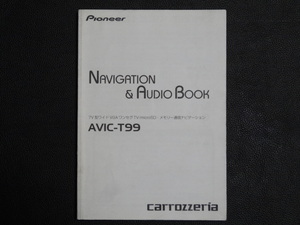 Pioneer
NAVIGATION
& AUDIO BOOK
AVIC-T99
carrozzeria